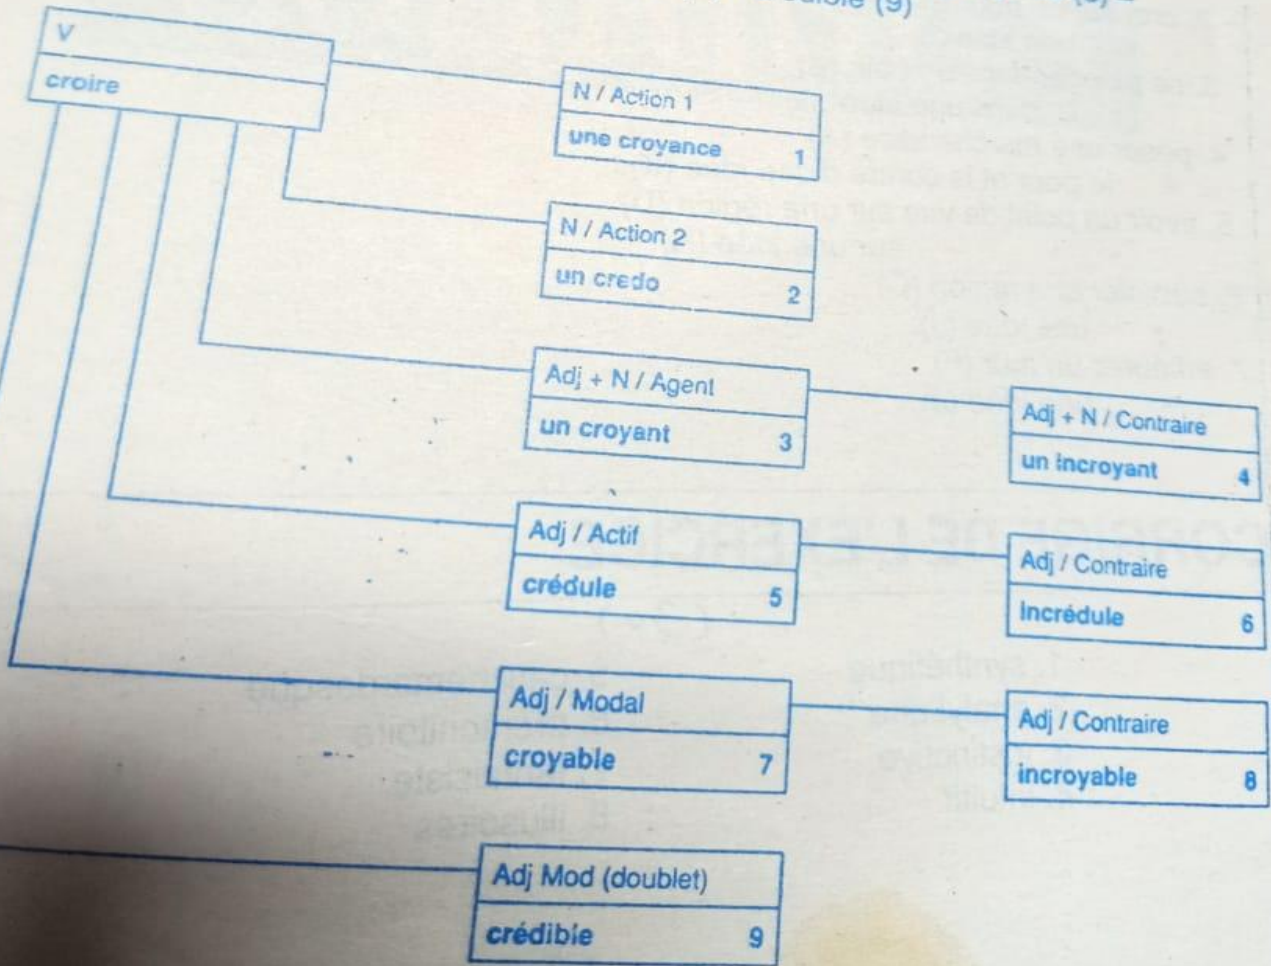 (9)
V
croire
N / Action 1
une croyance 1
N / Action 2
un credo 2
Adj + N / Agent
un croyant 3
Adj + N / Contraire
un incroyant 4
Adj / Actif
crédule 5
Adj / Contraire
incrédule 6
Adj / Modal
croyable 7
Adj / Contraire
incroyable 8
Adj Mod (doublet)
crédible 9